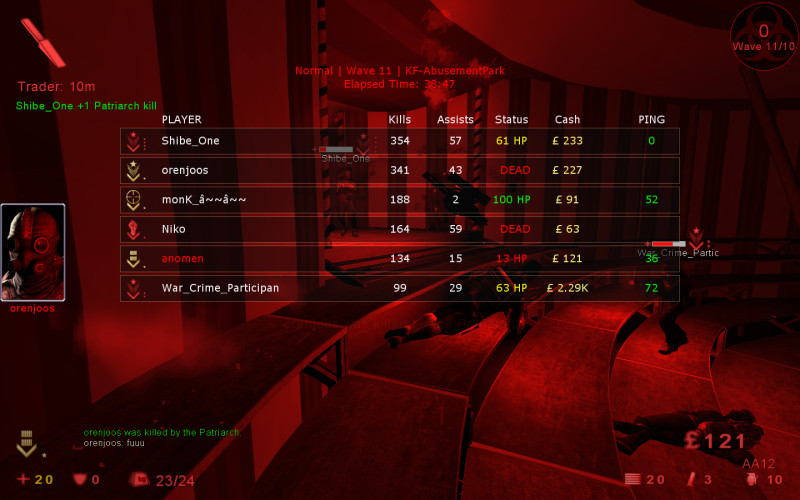 0
Wave 11/10
Normal | Wave 11 | KF-AbusementPark
Elapsed Time: 38:47
Trader: 10m
Shibe_One +1 Patriarch kill
PLAYER Kills Assists Status Cash PING
Shibe_One 354 57 61 HP £ 233 0
Shibe_One
orenjoos 341 43 DEAD £ 227
monK_â~~â~~ 188 2 100 HP £ 91 52
Niko 164 59 DEAD £ 63
War_Crime_Partic
anomen 134 15 13 HP £ 121 36
War_Crime_Participan 99 29 63 HP £ 2.29K 72
orenjoos
orenjoos was killed by the Patriarch.
orenjoos: fuuu
£121
AA12
20 0 23/24 20 3 10